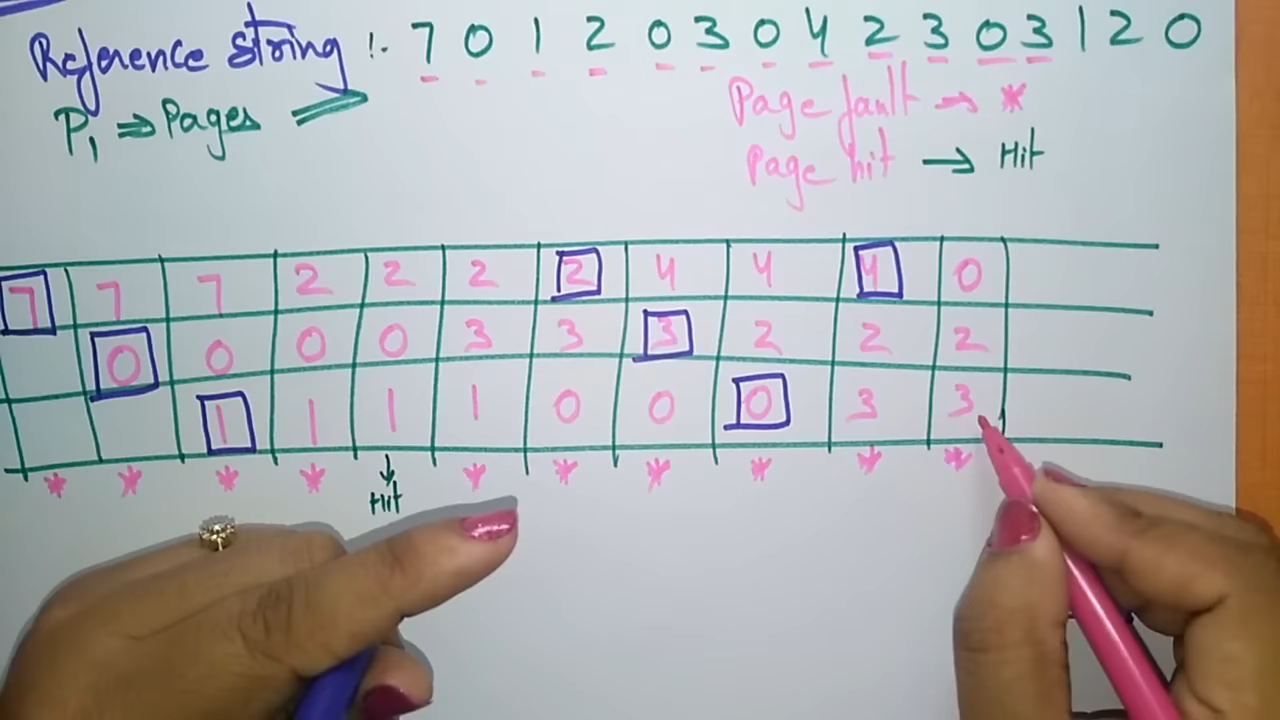 Reference string :- 7 0 1 2 0 3 0 4 2 3 0 3 1 2 0
P1 ⇒ Pages
Page fault → *
Page hit → Hit
7 7 7 2 2 2 2 4 4 4 0
0 0 0 0 3 3 3 2 2 2
1 1 1 1 0 0 0 3 3
* * * * * * * * * *
Hit